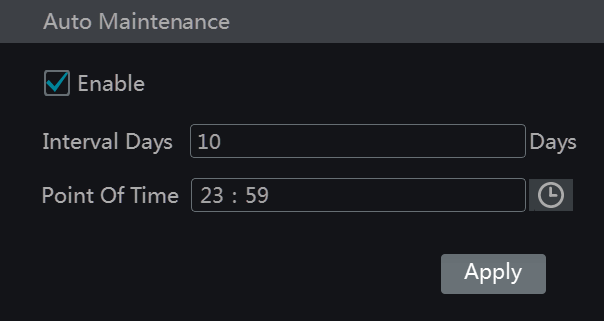 Auto Maintenance
Enable
Interval Days 10 Days
Point Of Time 23 : 59
Apply